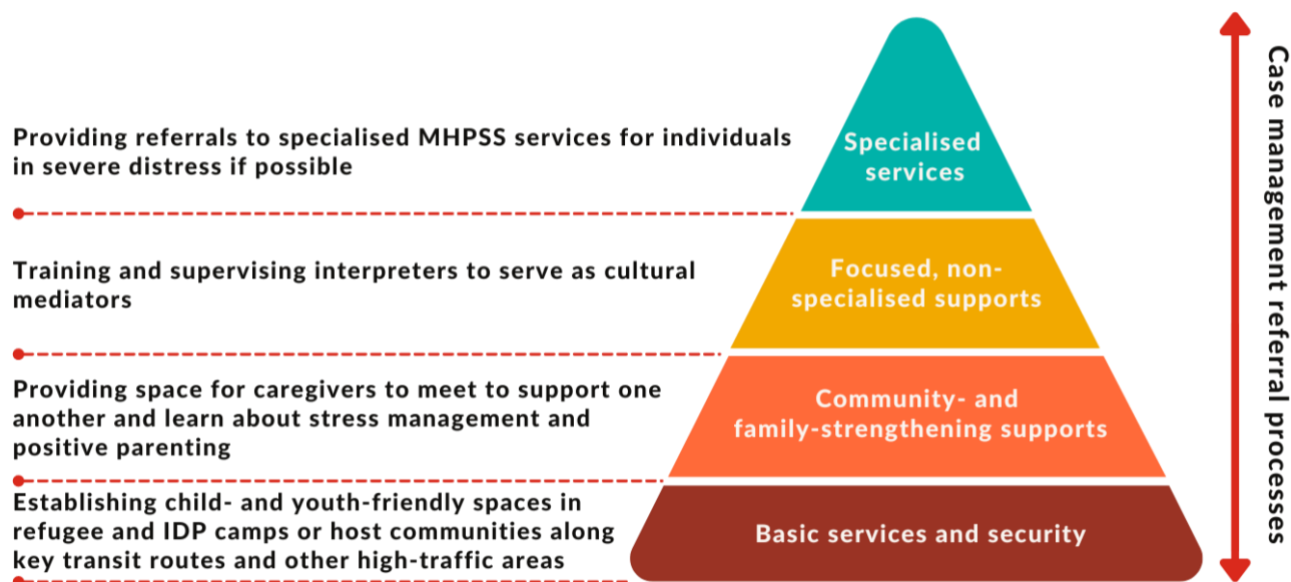 Providing referrals to specialised MHPSS services for individuals
in severe distress if possible
Specialised
services
Training and supervising interpreters to serve as cultural
mediators
Focused, non-
specialised supports
Providing space for caregivers to meet to support one
another and learn about stress management and
positive parenting
Community- and
family-strengthening supports
Establishing child- and youth-friendly spaces in
refugee and IDP camps or host communities along
key transit routes and other high-traffic areas
Basic services and security
Case management referral processes